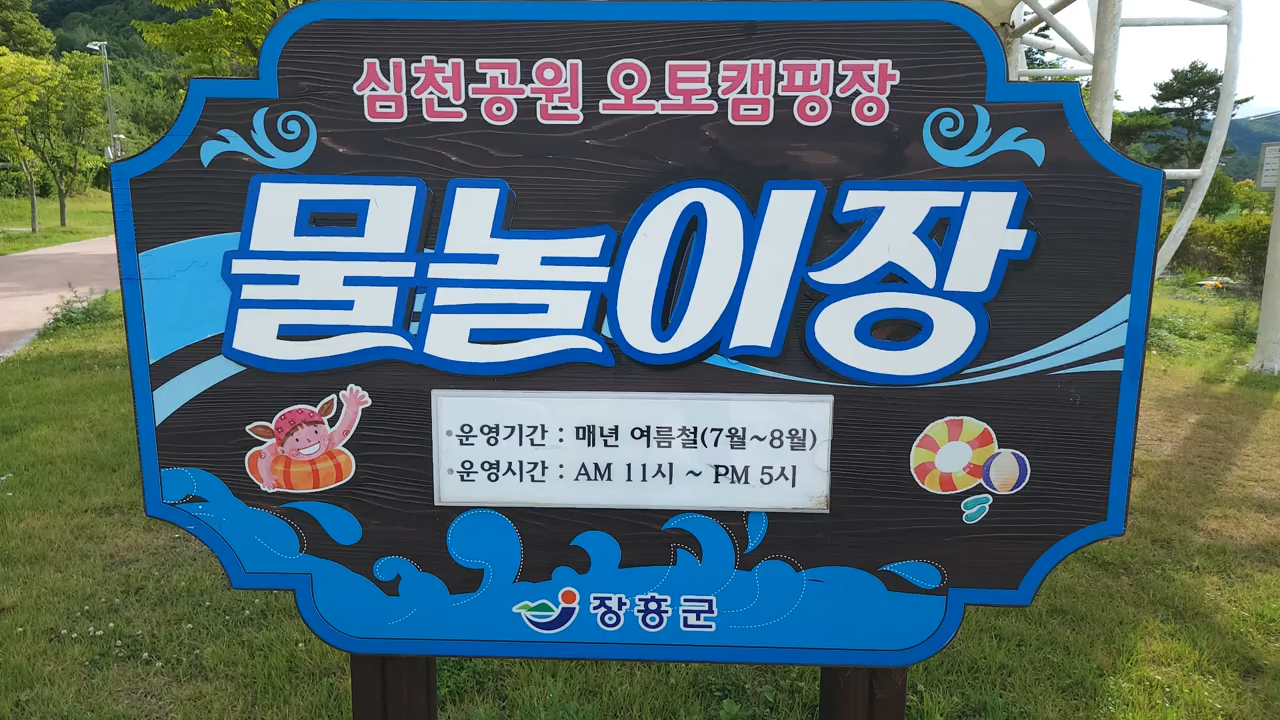 심천공원 오토캠핑장
물놀이장
•운영기간 : 매년 여름철(7월~8월)
•운영시간 : AM 11시 ~ PM 5시
장흥군